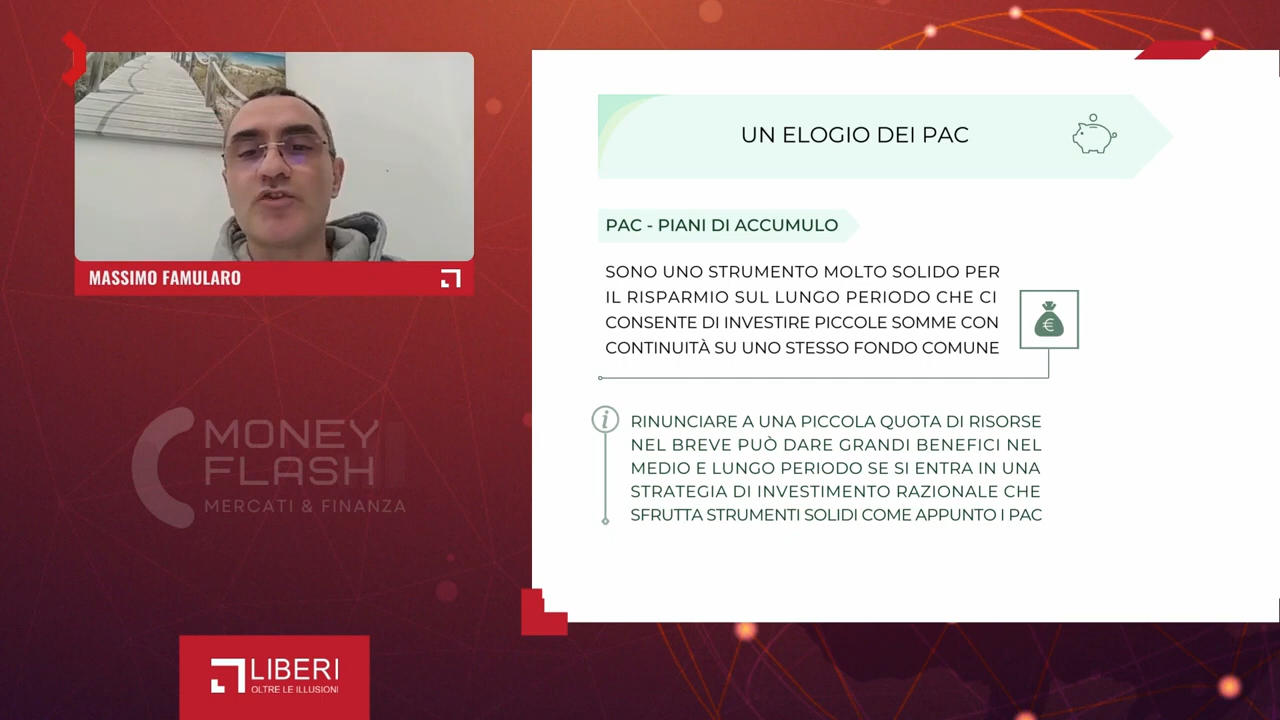 MASSIMO FAMULARO
MONEY
FLASH
MERCATI & FINANZA
LIBERI
OLTRE LE ILLUSIONI
UN ELOGIO DEI PAC
PAC - PIANI DI ACCUMULO
SONO UNO STRUMENTO MOLTO SOLIDO PER
IL RISPARMIO SUL LUNGO PERIODO CHE CI
CONSENTE DI INVESTIRE PICCOLE SOMME CON
CONTINUITÀ SU UNO STESSO FONDO COMUNE
€
i
RINUNCIARE A UNA PICCOLA QUOTA DI RISORSE
NEL BREVE PUÒ DARE GRANDI BENEFICI NEL
MEDIO E LUNGO PERIODO SE SI ENTRA IN UNA
STRATEGIA DI INVESTIMENTO RAZIONALE CHE
SFRUTTA STRUMENTI SOLIDI COME APPUNTO I PAC